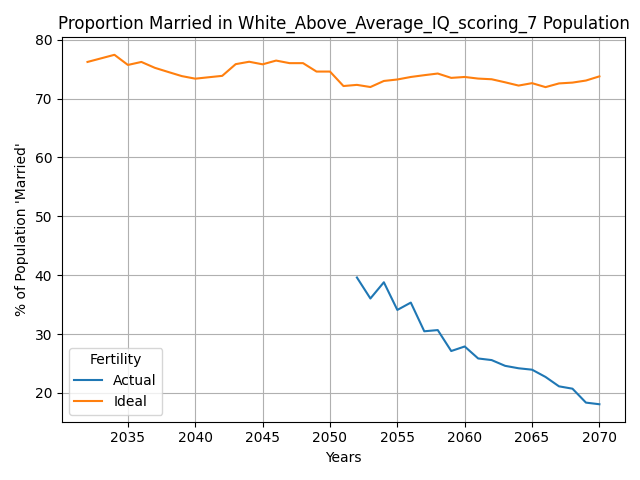 Proportion Married in White_Above_Average_IQ_scoring_7 Population
% of Population 'Married'
80
70
60
50
40
30
20
Fertility
Actual
Ideal
2035 2040 2045 2050 2055 2060 2065 2070
Years